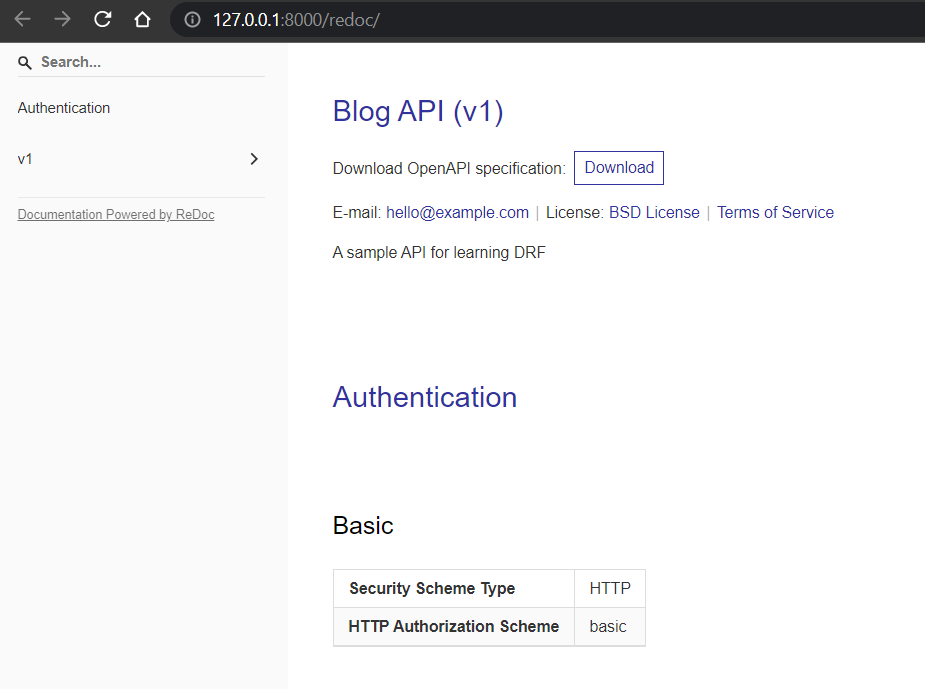 127.0.0.1:8000/redoc/
Search...
Authentication
v1
Documentation Powered by ReDoc
Blog API (v1)
Download OpenAPI specification: Download
E-mail: hello@example.com | License: BSD License | Terms of Service
A sample API for learning DRF
Authentication
Basic
Security Scheme Type HTTP
HTTP Authorization Scheme basic